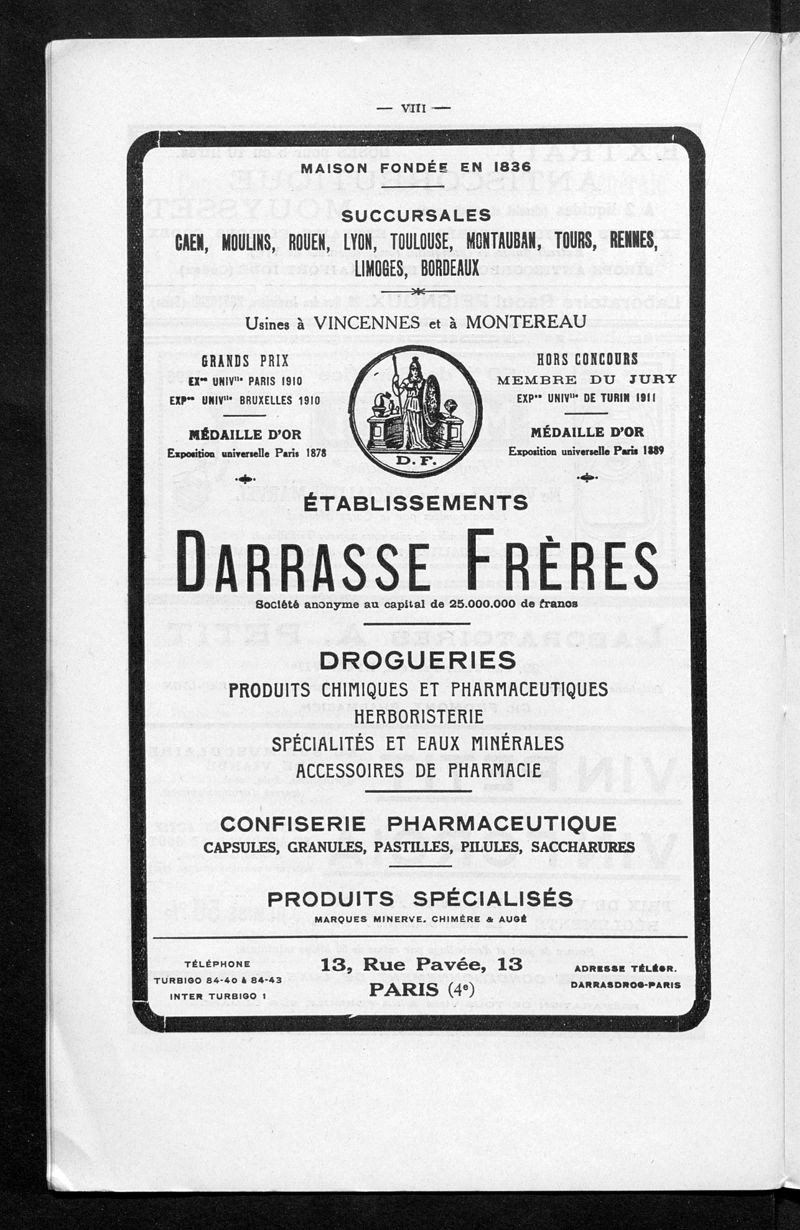 — VIII —
MAISON FONDÉE EN 1836
SUCCURSALES
CAEN, MOULINS, ROUEN, LYON, TOULOUSE, MONTAUBAN, TOURS, RENNES,
LIMOGES, BORDEAUX
Usines à VINCENNES et à MONTEREAU
GRANDS PRIX
EXᵒⁿ UNIVˡˡᵉ PARIS 1910
EXPᵒⁿ UNIVˡˡᵉ BRUXELLES 1910
MÉDAILLE D'OR
Exposition universelle Paris 1878
D. F.
HORS CONCOURS
MEMBRE DU JURY
EXPᵒⁿ UNIVˡˡᵉ DE TURIN 1911
MÉDAILLE D'OR
Exposition universelle Paris 1889
ÉTABLISSEMENTS
DARRASSE FRÈRES
Société anonyme au capital de 25.000.000 de francs
DROGUERIES
PRODUITS CHIMIQUES ET PHARMACEUTIQUES
HERBORISTERIE
SPÉCIALITÉS ET EAUX MINÉRALES
ACCESSOIRES DE PHARMACIE
CONFISERIE PHARMACEUTIQUE
CAPSULES, GRANULES, PASTILLES, PILULES, SACCHARURES
PRODUITS SPÉCIALISÉS
MARQUES MINERVE, CHIMÈRE & AUGÉ
TÉLÉPHONE
TURBIGO 84-40 à 84-43
INTER TURBIGO 1
13, Rue Pavée, 13
PARIS (4ᵉ)
ADRESSE TÉLÉGR.
DARRASDROG-PARIS